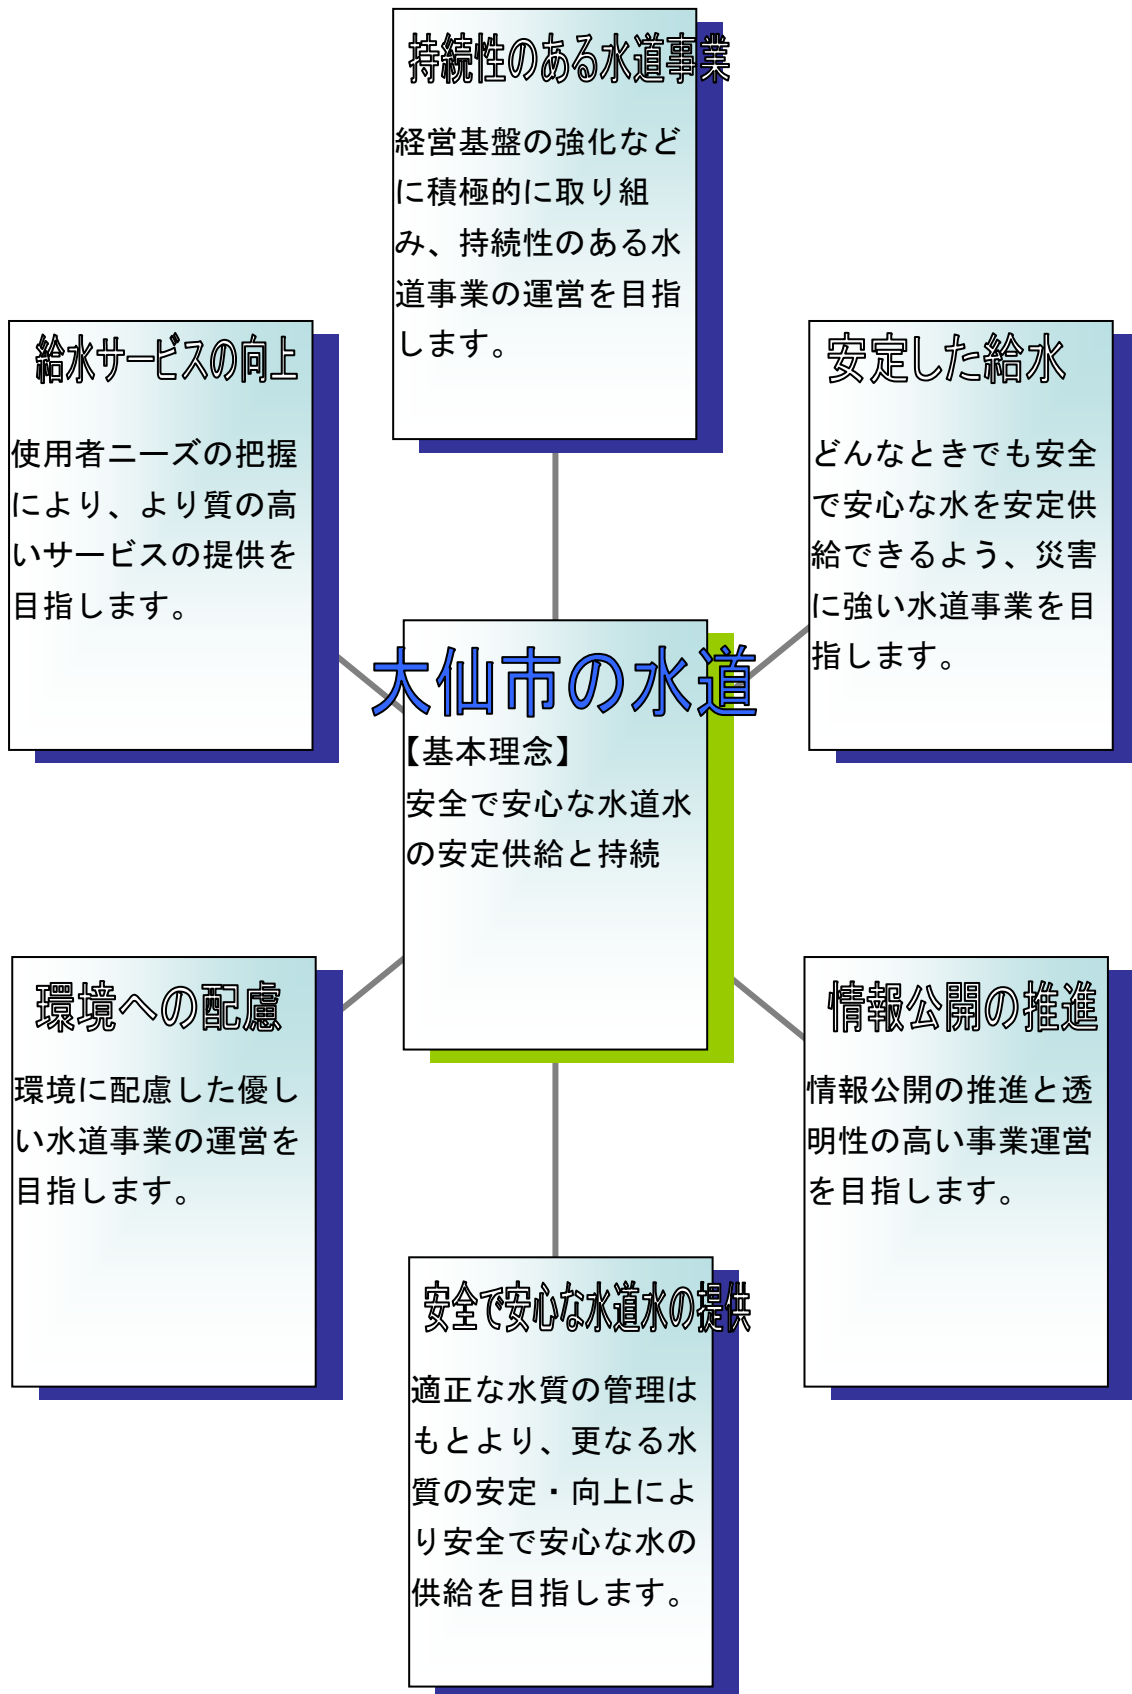 持続性のある水道事業
経営基盤の強化など
に積極的に取り組
み、持続性のある水
道事業の運営を目指
します。
給水サービスの向上
使用者ニーズの把握
により、より質の高
いサービスの提供を
目指します。
安定した給水
どんなときでも安全
で安心な水を安定供
給できるよう、災害
に強い水道事業を目
指します。
大仙市の水道
【基本理念】
安全で安心な水道水
の安定供給と持続
環境への配慮
環境に配慮した優し
い水道事業の運営を
目指します。
情報公開の推進
情報公開の推進と透
明性の高い事業運営
を目指します。
安全で安心な水道水の提供
適正な水質の管理は
もとより、更なる水
質の安定・向上によ
り安全で安心な水の
供給を目指します。